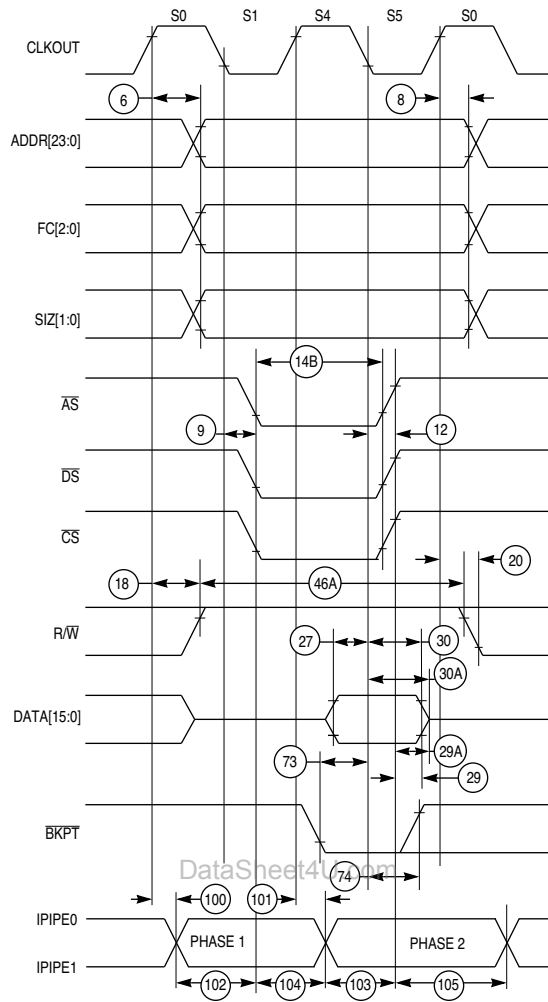 S0 S1 S4 S5 S0
CLKOUT
6 8
ADDR[23:0]
FC[2:0]
SIZ[1:0]
14B
AS
9 12
DS
CS
20
18 46A
R/W
27 30
30A
DATA[15:0]
29A
73 29
BKPT
DataSheet4U.com
74
100 101
IPIPE0
PHASE 1 PHASE 2
IPIPE1
102 104 103 105